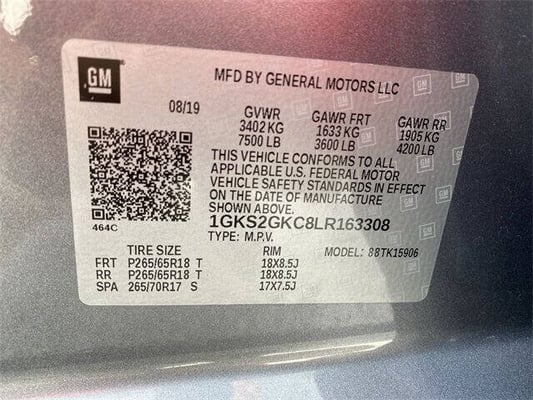 GM
MFD BY GENERAL MOTORS LLC
08/19
GVWR GAWR FRT GAWR RR
3402 KG 1633 KG 1905 KG
7500 LB 3600 LB 4200 LB
THIS VEHICLE CONFORMS TO ALL
APPLICABLE U.S. FEDERAL MOTOR
VEHICLE SAFETY STANDARDS IN EFFECT
ON THE DATE OF MANUFACTURE
SHOWN ABOVE.
464C
1GKS2GKC8LR163308
TYPE: M.P.V. MODEL: 88TK15906
TIRE SIZE RIM
FRT P265/65R18 T 18X8.5J
RR P265/65R18 T 18X8.5J
SPA 265/70R17 S 17X7.5J